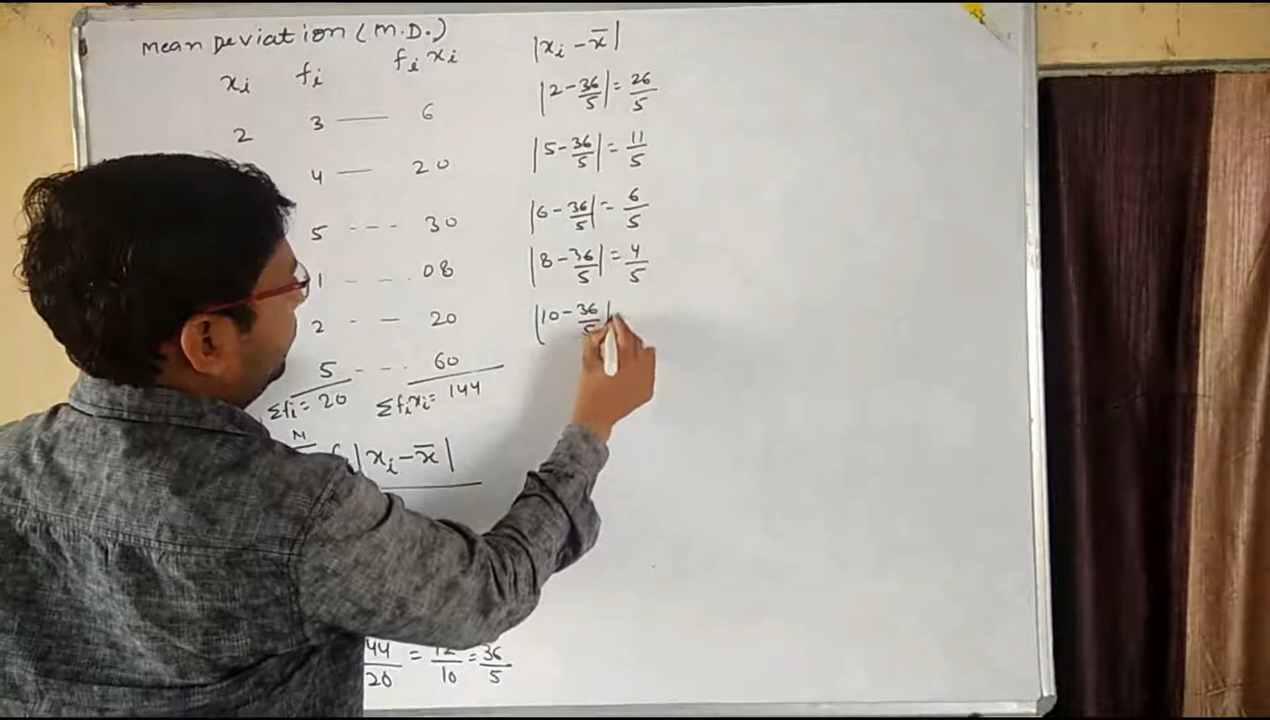 Mean Deviation (M.D.)
xi fi fi xi |xi - x̄|
2 3 — 6 |2 - 36/5| = 26/5
4 — 20 |5 - 36/5| = 11/5
5 --- 30 |6 - 36/5| = 6/5
1 --- 08 |8 - 36/5| = 4/5
2 - — 20 |10 - 36/5|
5 --- 60
Σfi = 20 Σfixi = 144
|xi - x̄|
44/20 = /10 = 36/5